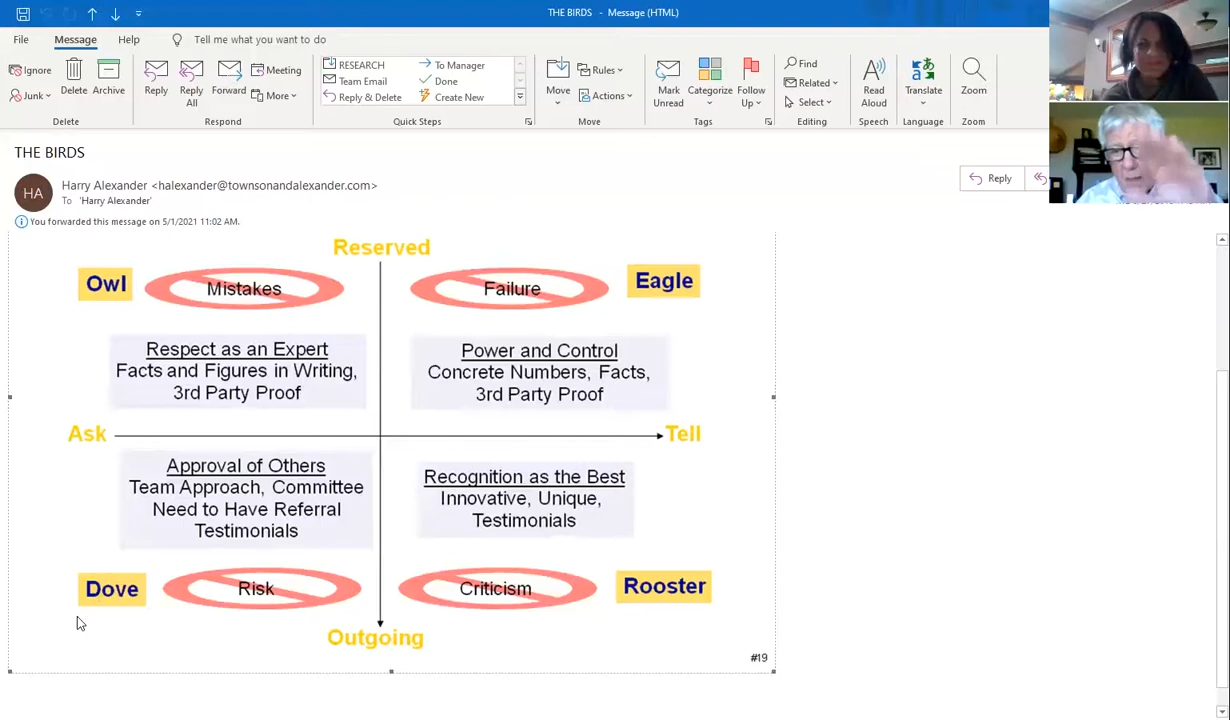 THE BIRDS - Message (HTML)
File Message Help Tell me what you want to do
Ignore
Junk
Delete
Archive
Reply
Reply All
Forward
Meeting
More
RESEARCH
Team Email
Reply & Delete
To Manager
Done
Create New
Move
Rules
Actions
Mark Unread
Categorize
Follow Up
Find
Related
Select
Read Aloud
Translate
Zoom
Delete Respond Quick Steps Move Tags Editing Speech Language Zoom
THE BIRDS
HA
Harry Alexander <halexander@townsonandalexander.com>
To 'Harry Alexander'
Reply
You forwarded this message on 5/1/2021 11:02 AM.
Reserved
Owl
Mistakes
Failure
Eagle
Respect as an Expert
Facts and Figures in Writing,
3rd Party Proof
Power and Control
Concrete Numbers, Facts,
3rd Party Proof
Ask
Tell
Approval of Others
Team Approach, Committee
Need to Have Referral
Testimonials
Recognition as the Best
Innovative, Unique,
Testimonials
Dove
Risk
Criticism
Rooster
Outgoing
#19